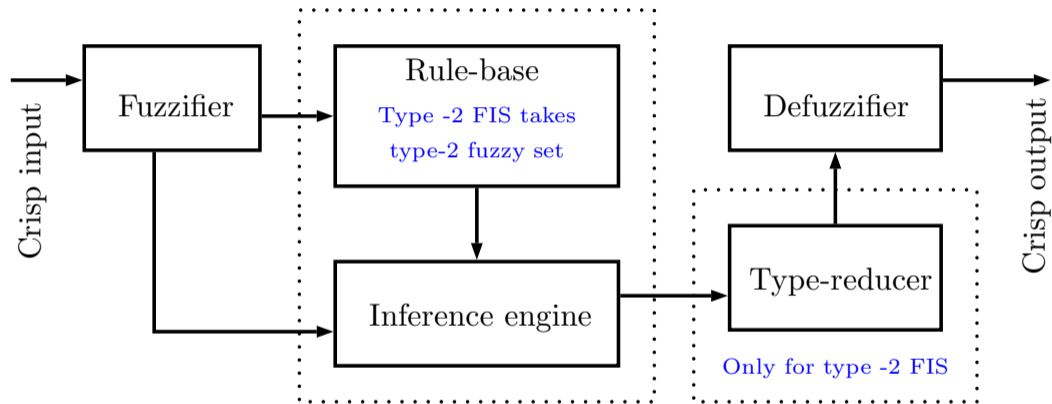 Crisp input
Fuzzifier
Rule-base
Type -2 FIS takes
type-2 fuzzy set
Inference engine
Defuzzifier
Type-reducer
Only for type -2 FIS
Crisp output